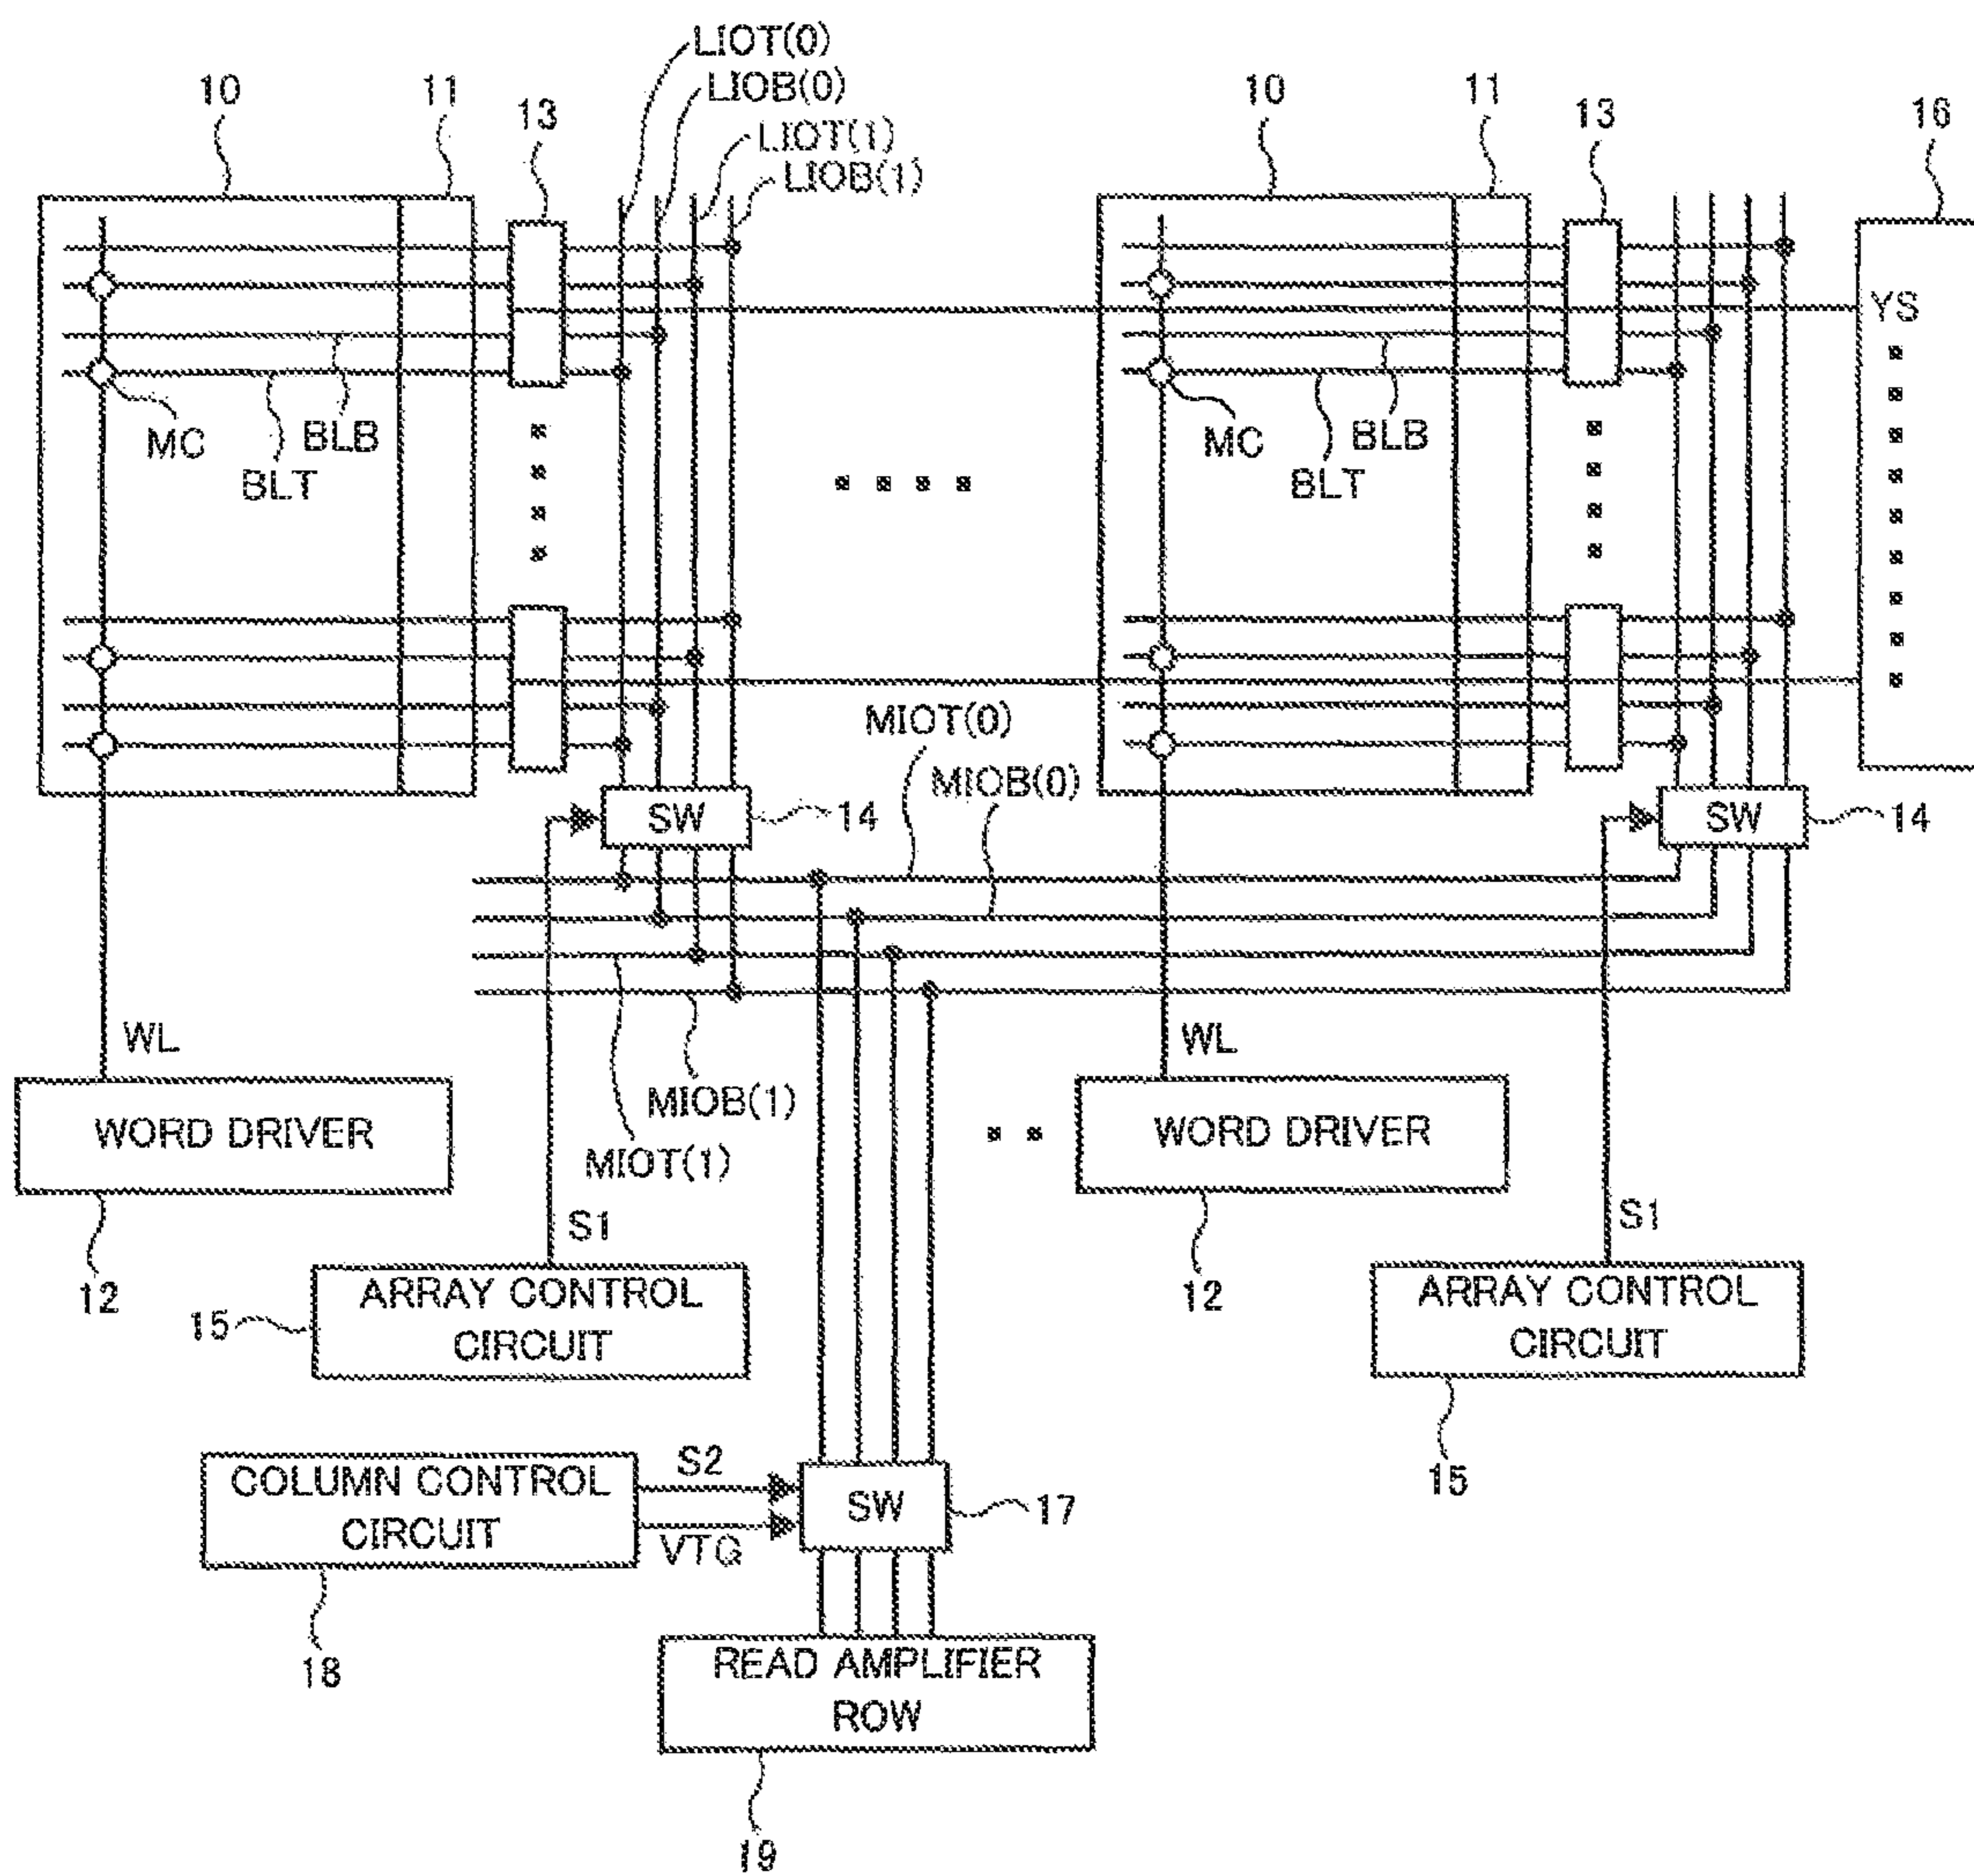 LIOT(0)
LIOB(0)
LIOT(1)
LIOB(1)
10
11
13
10
11
13
16
YS
MC
BLB
BLT
MC
BLB
BLT
MIOT(0)
MIOB(0)
SW
14
SW
14
WL
WL
MIOB(1)
MIOT(1)
WORD DRIVER
WORD DRIVER
12
S1
12
S1
15
ARRAY CONTROL
CIRCUIT
ARRAY CONTROL
CIRCUIT
15
COLUMN CONTROL
CIRCUIT
S2
VTG
SW
17
18
READ AMPLIFIER
ROW
19